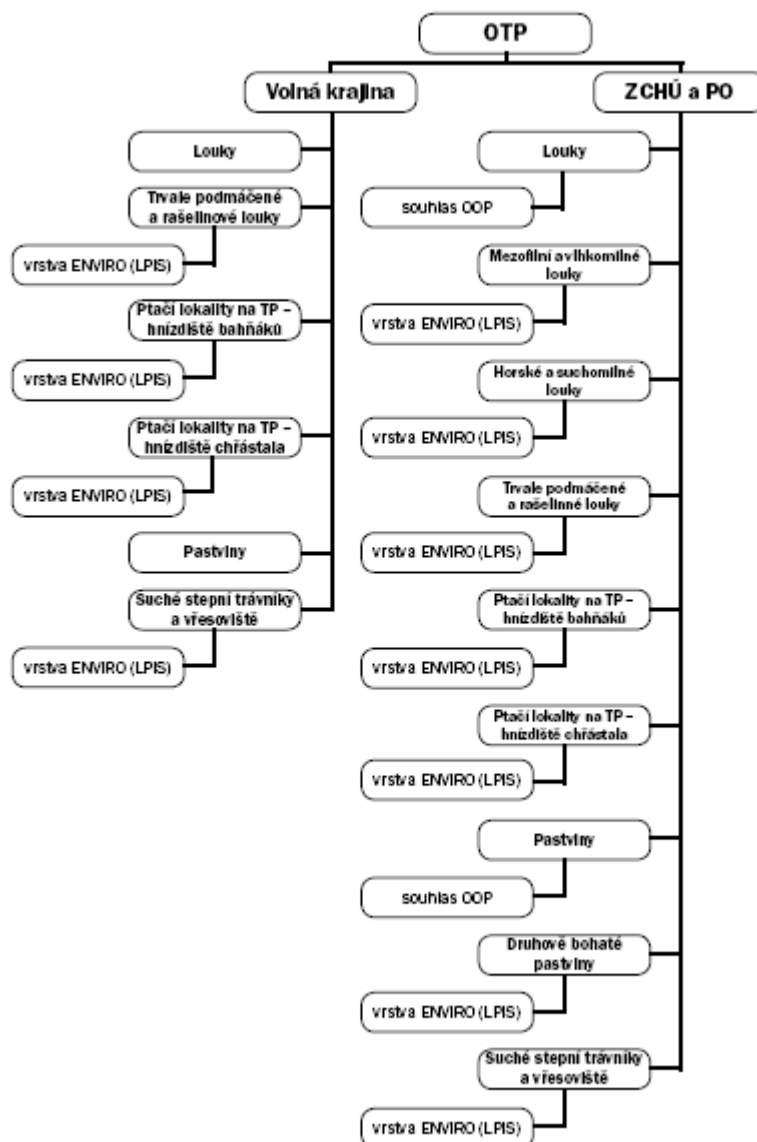 OTP
Volná krajina
Louky
Trvale podmáčené
a rašelinové louky
vrstva ENVIRO (LPIS)
Ptačí lokality na TP –
hnízdiště bahňáků
vrstva ENVIRO (LPIS)
Ptačí lokality na TP –
hnízdiště chřástala
vrstva ENVIRO (LPIS)
Pastviny
Suché stepní trávníky
a vřesoviště
vrstva ENVIRO (LPIS)
ZCHÚ a PO
Louky
souhlas OOP
Mezofilní a vlhkomilné
louky
vrstva ENVIRO (LPIS)
Horské a suchomilné
louky
vrstva ENVIRO (LPIS)
Trvale podmáčené
a rašelinné louky
vrstva ENVIRO (LPIS)
Ptačí lokality na TP –
hnízdiště bahňáků
vrstva ENVIRO (LPIS)
Ptačí lokality na TP –
hnízdiště chřástala
vrstva ENVIRO (LPIS)
Pastviny
souhlas OOP
Druhově bohaté
pastviny
vrstva ENVIRO (LPIS)
Suché stepní trávníky
a vřesoviště
vrstva ENVIRO (LPIS)